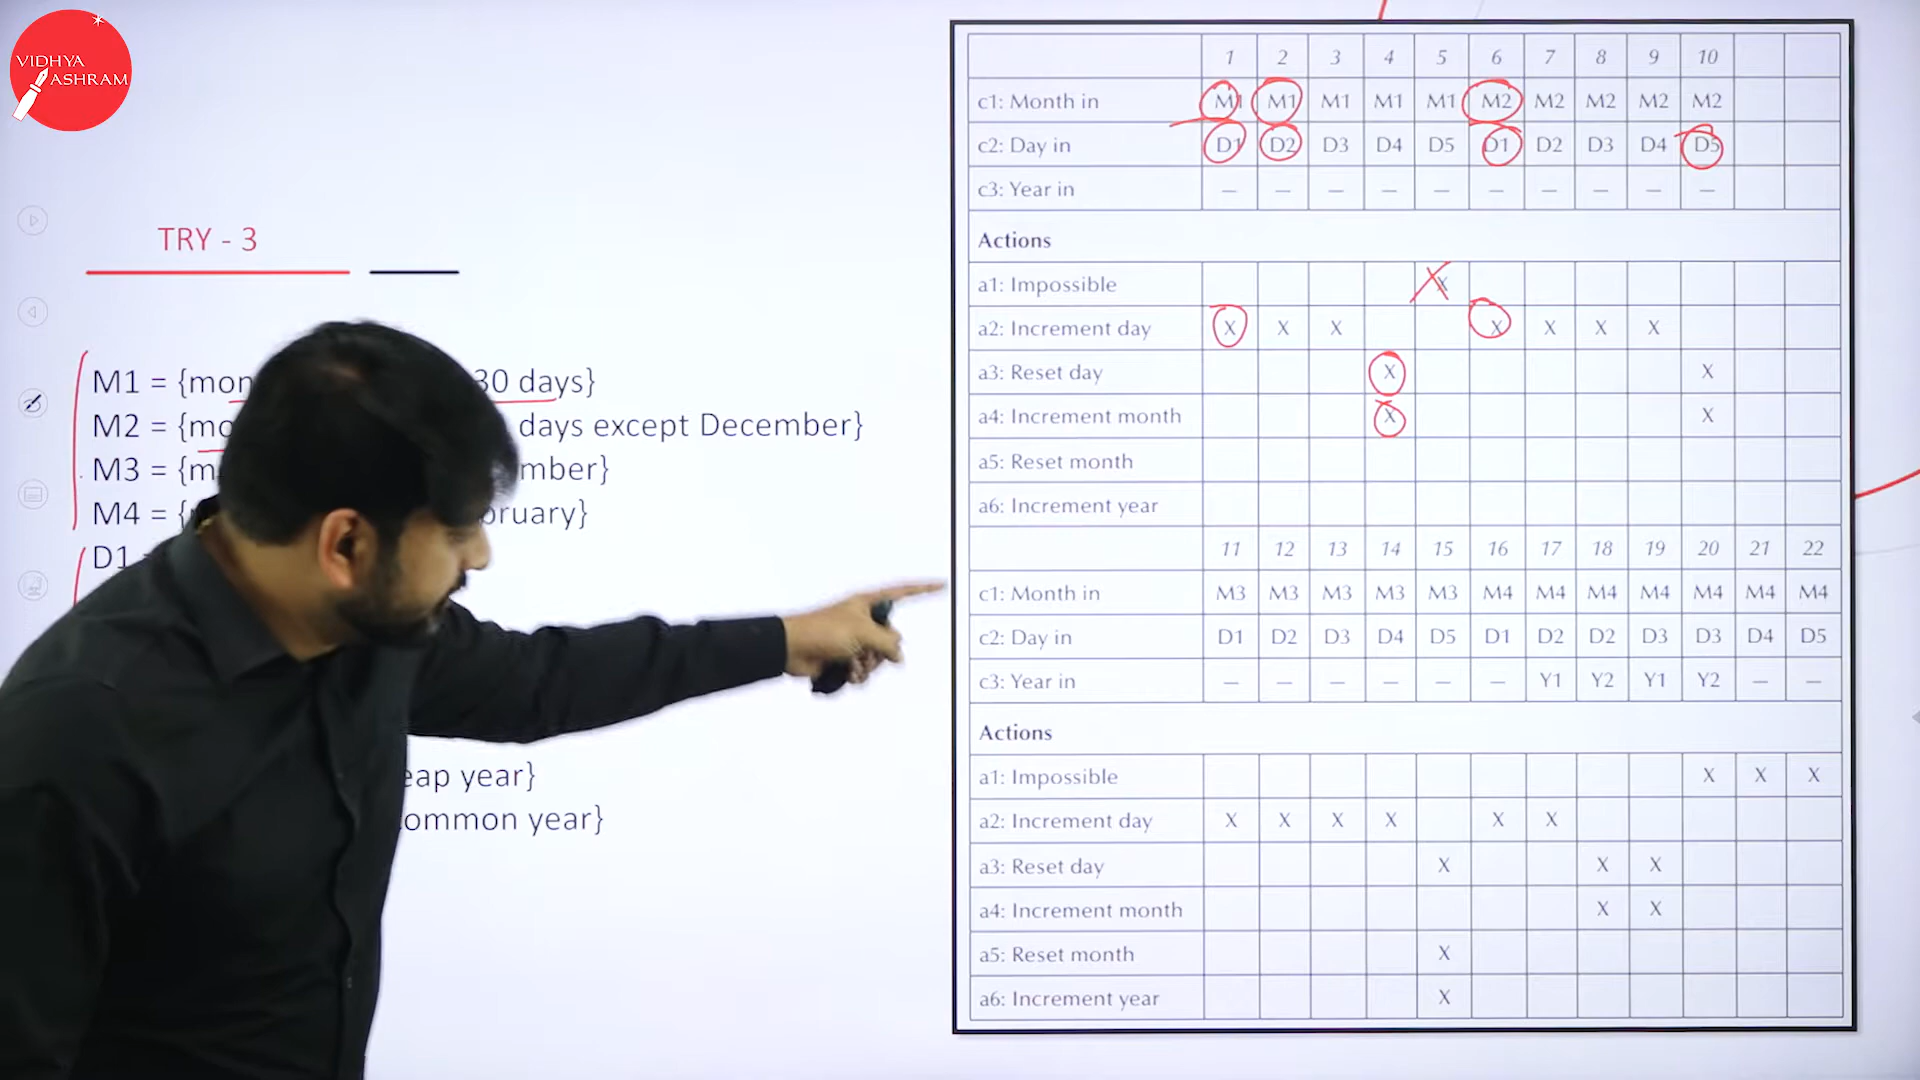 VIDHYA
ASHRAM
TRY - 3
M1 = {mon 30 days}
M2 = {mo days except December}
M3 = {m mber}
M4 = { bruary}
D1
eap year}
ommon year}
1 2 3 4 5 6 7 8 9 10
c1: Month in M1 M1 M1 M1 M1 M2 M2 M2 M2 M2
c2: Day in D1 D2 D3 D4 D5 D1 D2 D3 D4 D5
c3: Year in — — — — — — — — — —
Actions
a1: Impossible X
a2: Increment day X X X X X X X
a3: Reset day X X
a4: Increment month X X
a5: Reset month
a6: Increment year
11 12 13 14 15 16 17 18 19 20 21 22
c1: Month in M3 M3 M3 M3 M3 M4 M4 M4 M4 M4 M4 M4
c2: Day in D1 D2 D3 D4 D5 D1 D2 D2 D3 D3 D4 D5
c3: Year in — — — — — — Y1 Y2 Y1 Y2 — —
Actions
a1: Impossible X X X
a2: Increment day X X X X X X
a3: Reset day X X X
a4: Increment month X X
a5: Reset month X
a6: Increment year X